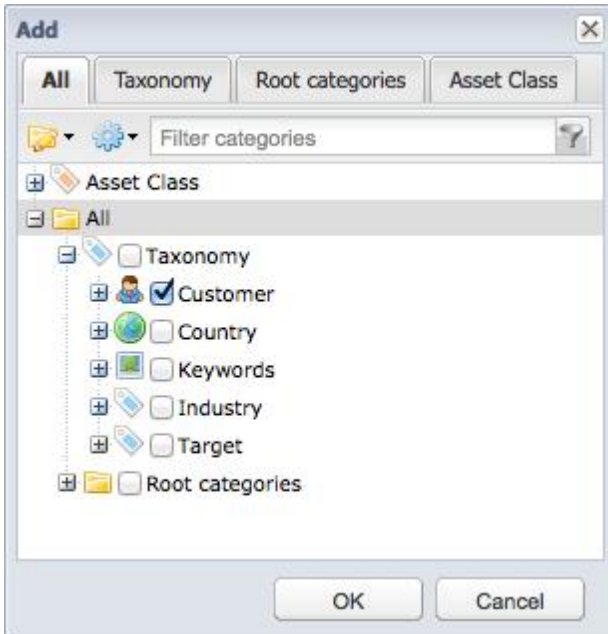 Add
All Taxonomy Root categories Asset Class
Filter categories
Asset Class
All
Taxonomy
Customer
Country
Keywords
Industry
Target
Root categories
OK Cancel